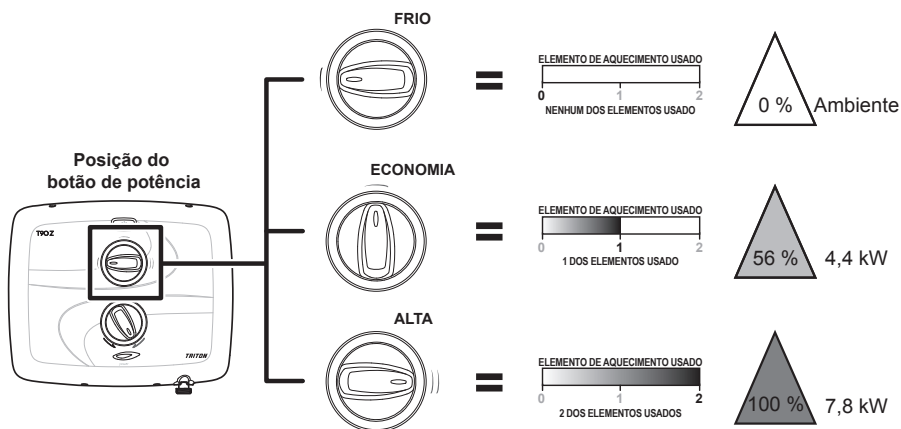 FRIO
ELEMENTO DE AQUECIMENTO USADO
0 1 2
NENHUM DOS ELEMENTOS USADO
0 % Ambiente
Posição do
botão de potência
T90Z
TRITON
ECONOMIA
ELEMENTO DE AQUECIMENTO USADO
0 1 2
1 DOS ELEMENTOS USADO
56 % 4,4 kW
ALTA
ELEMENTO DE AQUECIMENTO USADO
0 1 2
2 DOS ELEMENTOS USADOS
100 % 7,8 kW